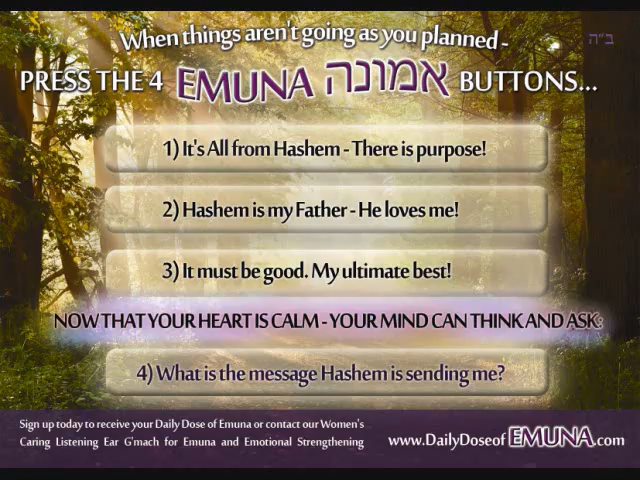 ב״ה
When things aren't going as you planned -
PRESS THE 4 EMUNA אמונה BUTTONS...
1) It's All from Hashem - There is purpose!
2) Hashem is my Father - He loves me!
3) It must be good. My ultimate best!
NOW THAT YOUR HEART IS CALM - YOUR MIND CAN THINK AND ASK:
4) What is the message Hashem is sending me?
Sign up today to receive your Daily Dose of Emuna or contact our Women's
Caring Listening Ear G'mach for Emuna and Emotional Strengthening
www.DailyDoseofEMUNA.com